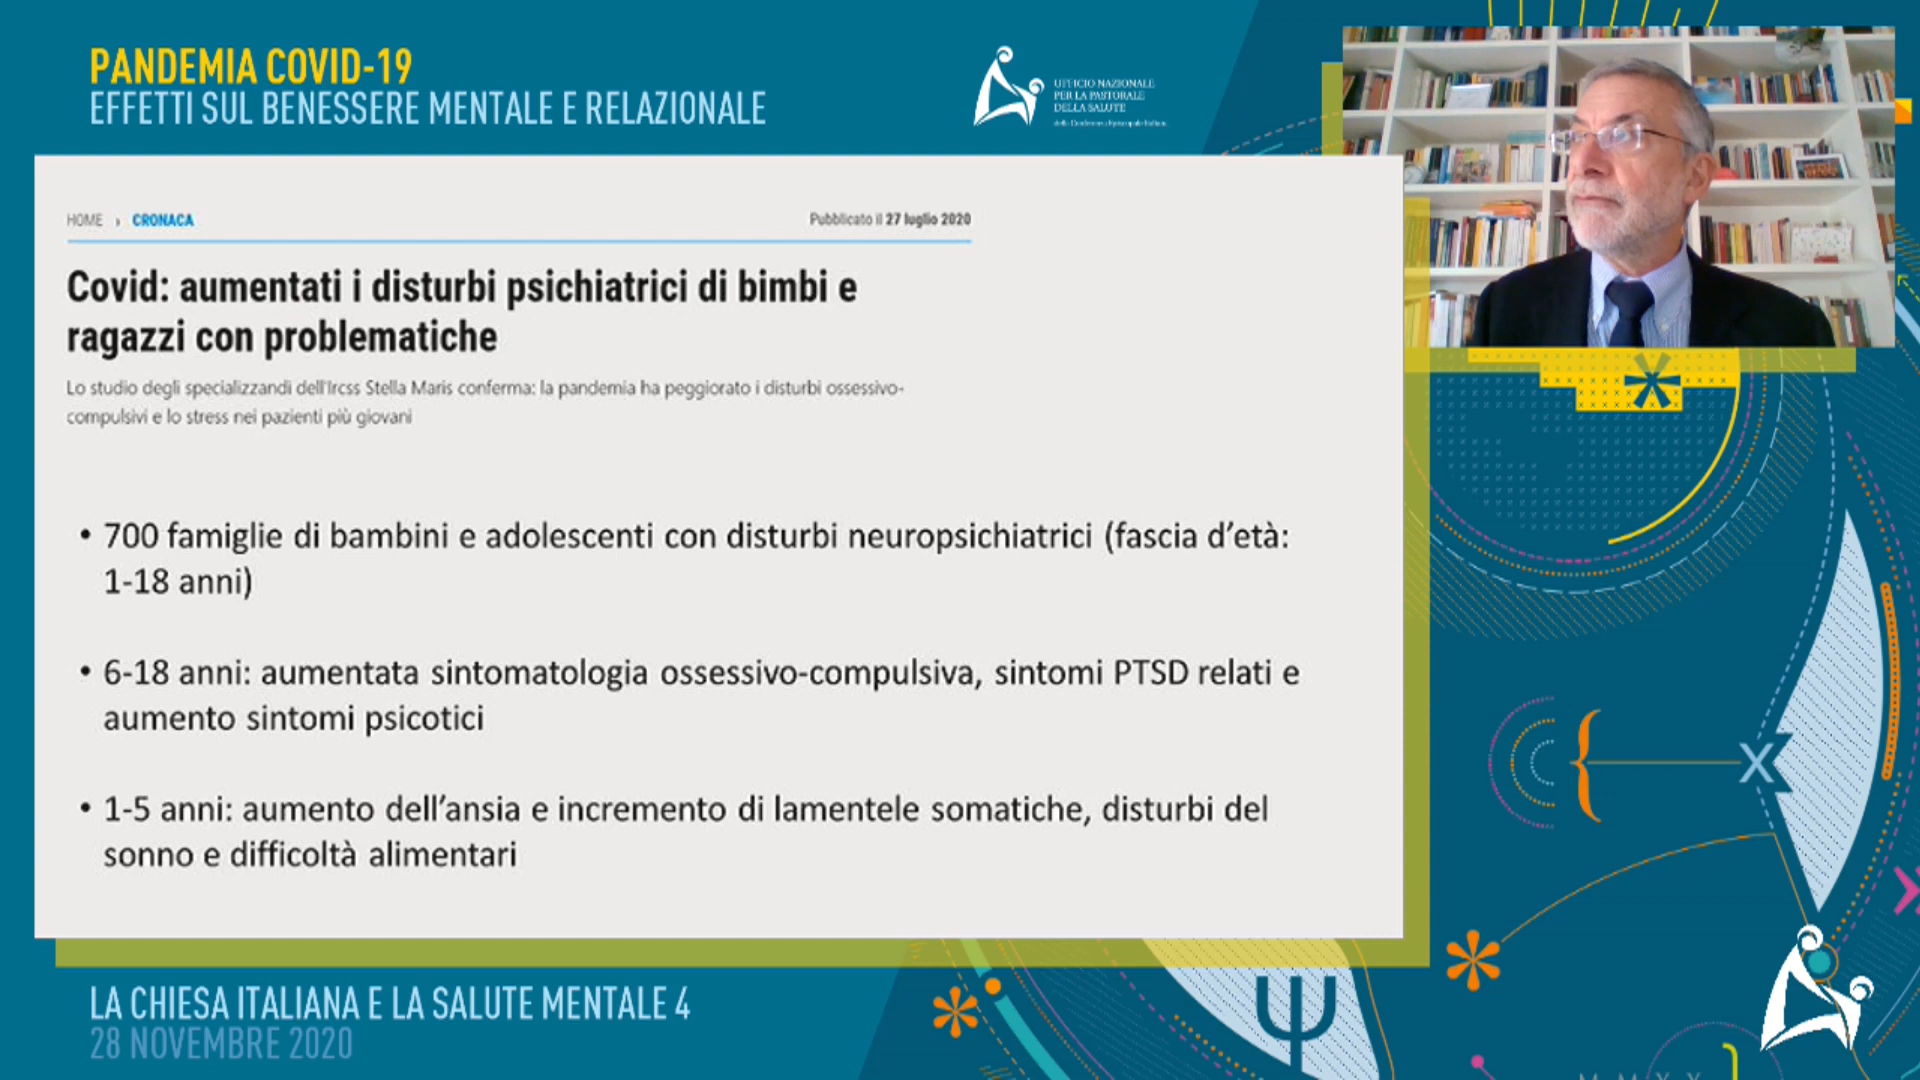 PANDEMIA COVID-19
EFFETTI SUL BENESSERE MENTALE E RELAZIONALE
UFFICIO NAZIONALE
PER LA PASTORALE
DELLA SALUTE
della Conferenza Episcopale Italiana
HOME › CRONACA
Pubblicato il 27 luglio 2020
Covid: aumentati i disturbi psichiatrici di bimbi e
ragazzi con problematiche
Lo studio degli specializzandi dell'Ircss Stella Maris conferma: la pandemia ha peggiorato i disturbi ossessivo-
compulsivi e lo stress nei pazienti più giovani
• 700 famiglie di bambini e adolescenti con disturbi neuropsichiatrici (fascia d'età:
1-18 anni)
• 6-18 anni: aumentata sintomatologia ossessivo-compulsiva, sintomi PTSD relati e
aumento sintomi psicotici
• 1-5 anni: aumento dell'ansia e incremento di lamentele somatiche, disturbi del
sonno e difficoltà alimentari
LA CHIESA ITALIANA E LA SALUTE MENTALE 4
28 NOVEMBRE 2020